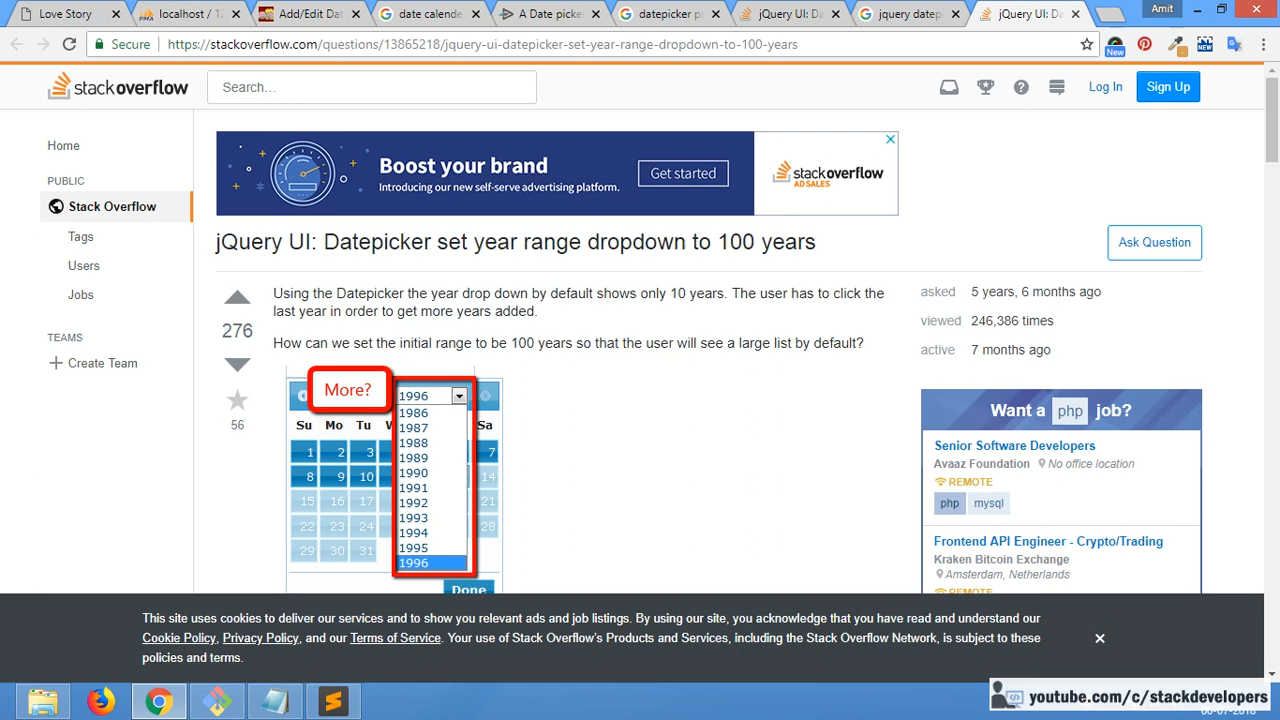 Love Story
localhost / 12
Add/Edit Dat
date calenda
A Date picker
datepicker p
jQuery UI: Da
jquery datep
jQuery UI: Da
Amit
Secure
https://stackoverflow.com/questions/13865218/jquery-ui-datepicker-set-year-range-dropdown-to-100-years
New
NEW
stackoverflow
Search...
Log In
Sign Up
Home
PUBLIC
Stack Overflow
Tags
Users
Jobs
TEAMS
Create Team
Boost your brand
Introducing our new self-serve advertising platform.
Get started
stackoverflow
AD SALES
jQuery UI: Datepicker set year range dropdown to 100 years
Ask Question
276
56
Using the Datepicker the year drop down by default shows only 10 years. The user has to click the
last year in order to get more years added.
How can we set the initial range to be 100 years so that the user will see a large list by default?
More?
1996
Su Mo Tu Sa
1 2 3 7
8 9 10 14
15 16 17 21
22 23 24 28
29 30 31
1986
1987
1988
1989
1990
1991
1992
1993
1994
1995
1996
Done
asked 5 years, 6 months ago
viewed 246,386 times
active 7 months ago
Want a php job?
Senior Software Developers
Avaaz Foundation No office location
REMOTE
php mysql
Frontend API Engineer - Crypto/Trading
Kraken Bitcoin Exchange
Amsterdam, Netherlands
REMOTE
This site uses cookies to deliver our services and to show you relevant ads and job listings. By using our site, you acknowledge that you have read and understand our
Cookie Policy, Privacy Policy, and our Terms of Service. Your use of Stack Overflow's Products and Services, including the Stack Overflow Network, is subject to these
policies and terms.
youtube.com/c/stackdevelopers